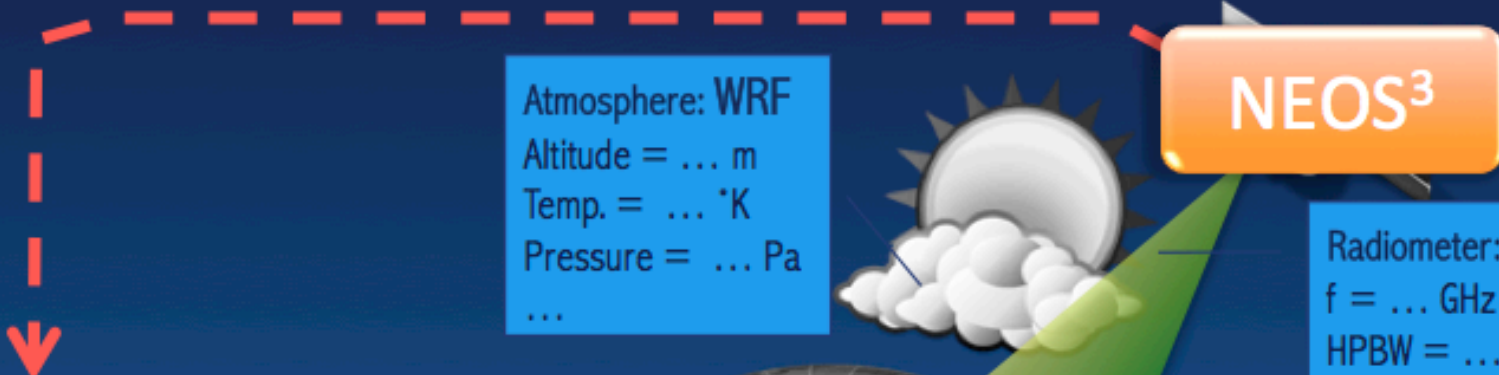 NEOS³
Atmosphere: WRF
Altitude = ... m
Temp. = ... °K
Pressure = ... Pa
...
Radiometer:
f = ... GHz
HPBW = ...